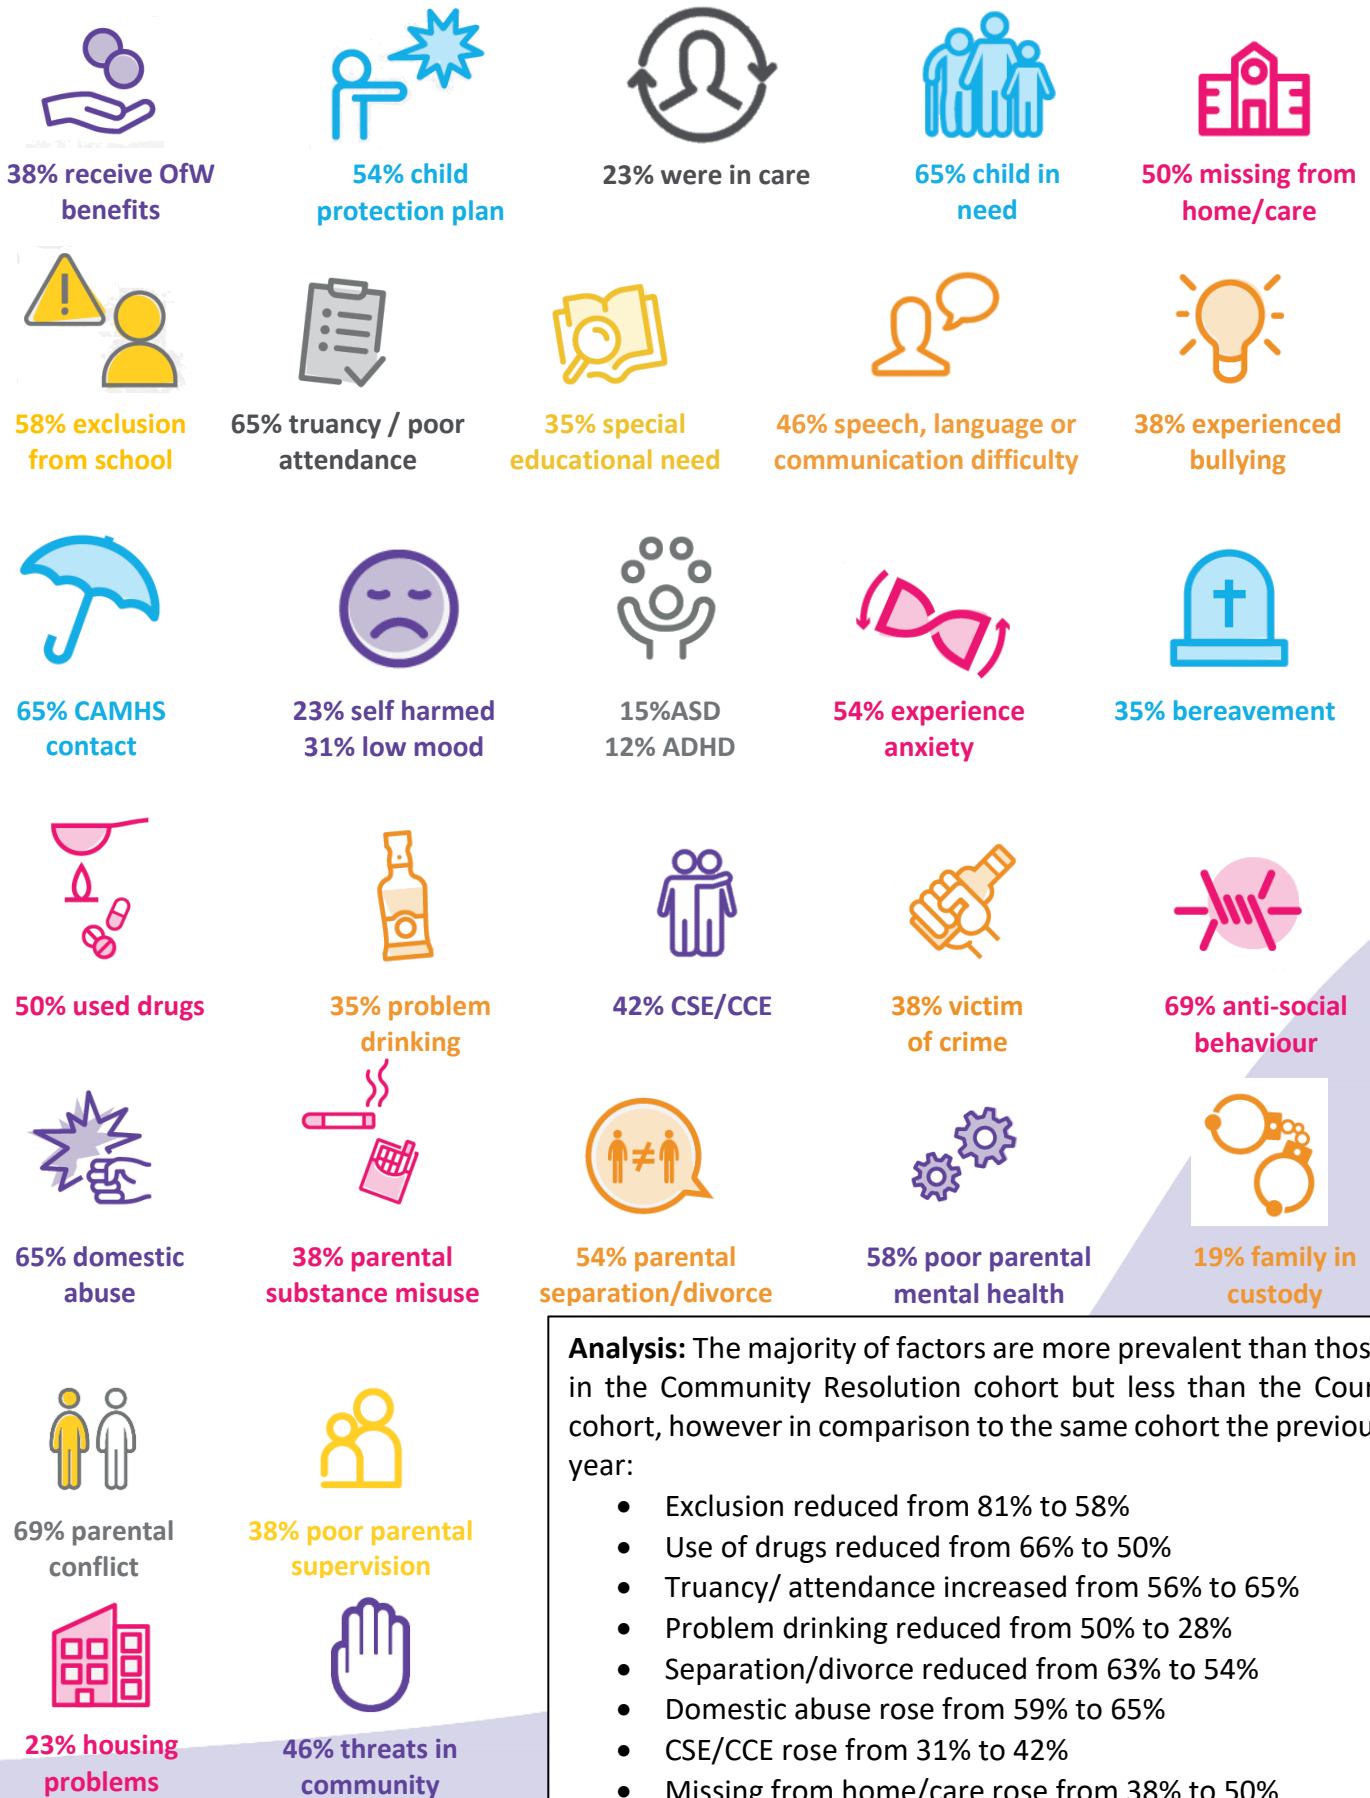 38% receive OfW
benefits
54% child
protection plan
23% were in care
65% child in
need
50% missing from
home/care
58% exclusion
from school
65% truancy / poor
attendance
35% special
educational need
46% speech, language or
communication difficulty
38% experienced
bullying
65% CAMHS
contact
23% self harmed
31% low mood
15%ASD
12% ADHD
54% experience
anxiety
35% bereavement
50% used drugs
35% problem
drinking
42% CSE/CCE
38% victim
of crime
69% anti-social
behaviour
65% domestic
abuse
38% parental
substance misuse
54% parental
separation/divorce
58% poor parental
mental health
19% family in
custody
69% parental
conflict
38% poor parental
supervision
23% housing
problems
46% threats in
community
Analysis: The majority of factors are more prevalent than thos
in the Community Resolution cohort but less than the Cour
cohort, however in comparison to the same cohort the previou
year:
• Exclusion reduced from 81% to 58%
• Use of drugs reduced from 66% to 50%
• Truancy/ attendance increased from 56% to 65%
• Problem drinking reduced from 50% to 28%
• Separation/divorce reduced from 63% to 54%
• Domestic abuse rose from 59% to 65%
• CSE/CCE rose from 31% to 42%
• Missing from home/care rose from 38% to 50%